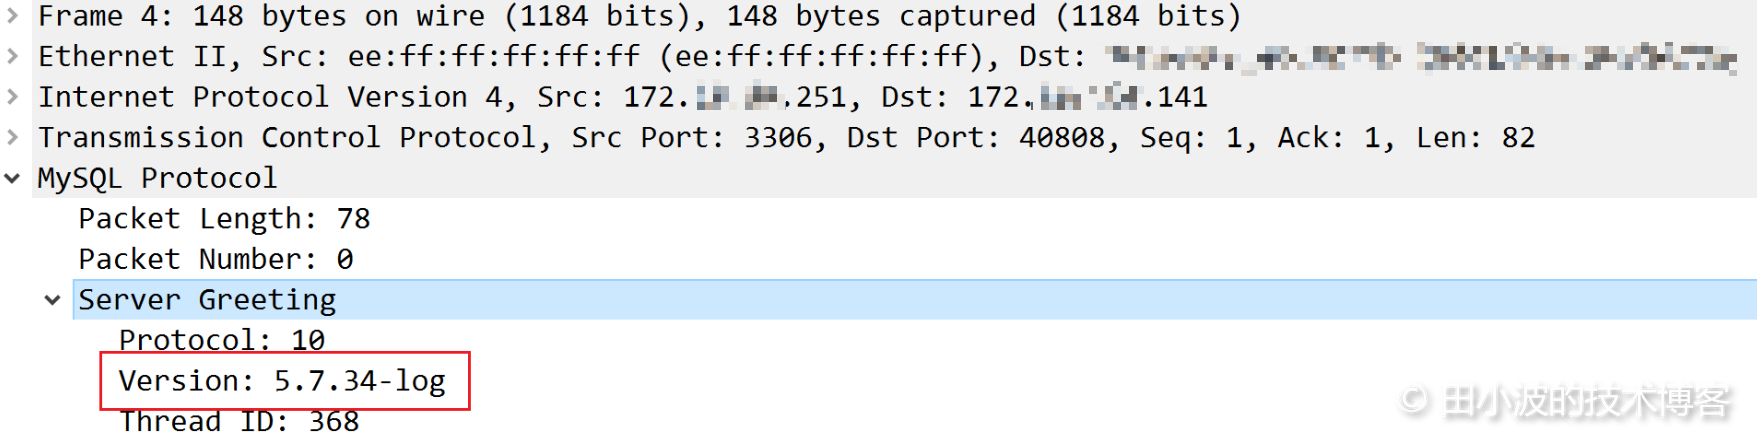 Frame 4: 148 bytes on wire (1184 bits), 148 bytes captured (1184 bits)
Ethernet II, Src: ee:ff:ff:ff:ff:ff (ee:ff:ff:ff:ff:ff), Dst:
Internet Protocol Version 4, Src: 172. .251, Dst: 172. .141
Transmission Control Protocol, Src Port: 3306, Dst Port: 40808, Seq: 1, Ack: 1, Len: 82
MySQL Protocol
Packet Length: 78
Packet Number: 0
Server Greeting
Protocol: 10
Version: 5.7.34-log
Thread ID: 368
© 田小波的技术博客